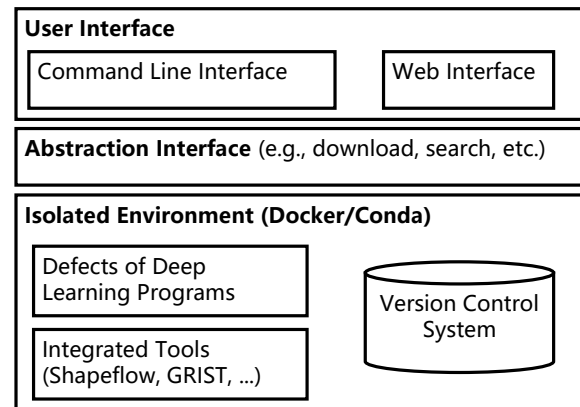 User Interface
Command Line Interface
Web Interface
Abstraction Interface (e.g., download, search, etc.)
Isolated Environment (Docker/Conda)
Defects of Deep
Learning Programs
Version Control
System
Integrated Tools
(Shapeflow, GRIST, ...)